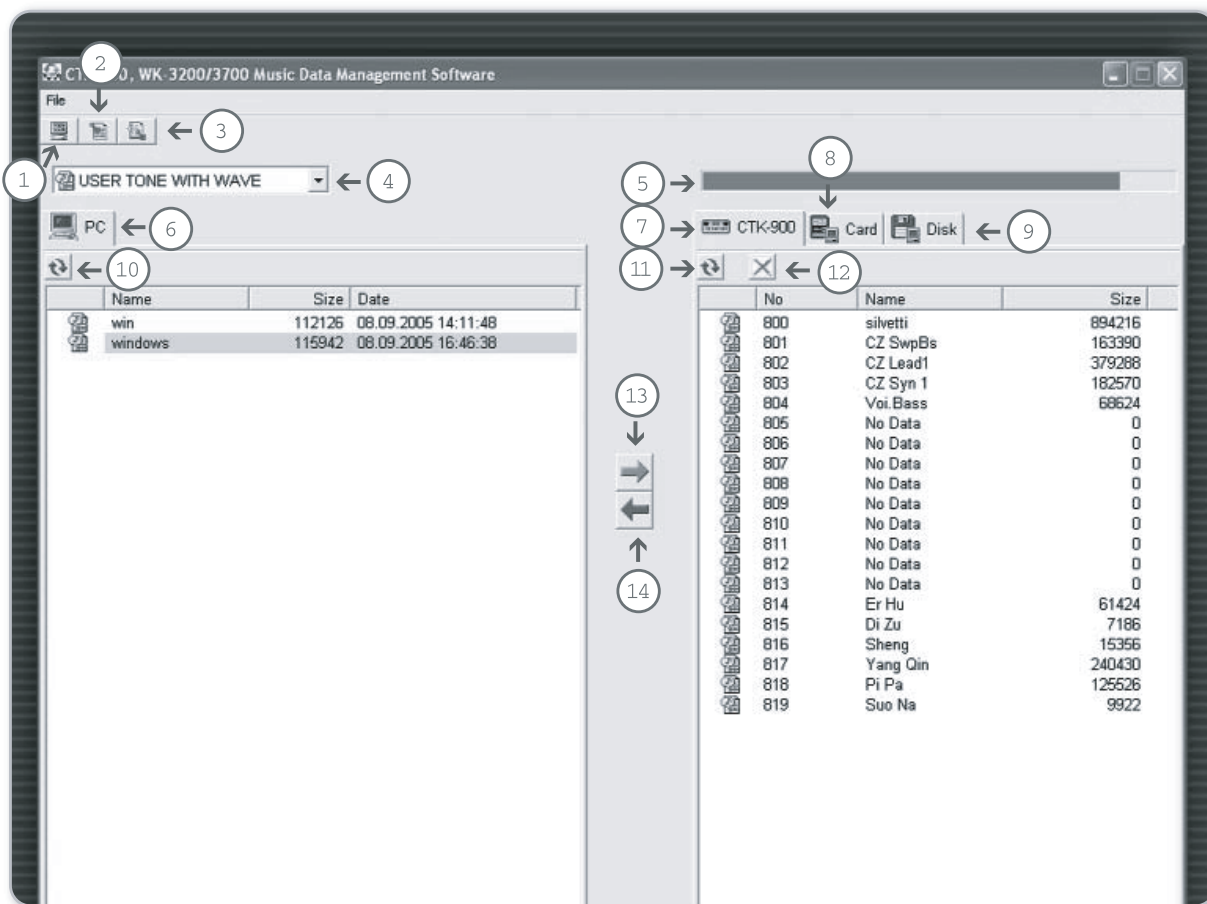 2
CT 0, WK-3200/3700 Music Data Management Software
File
3
1
USER TONE WITH WAVE
4
5
8
PC
6
7
CTK-900
Card
Disk
9
10
11
12
Name Size Date
win 112126 08.09.2005 14:11:48
windows 115942 08.09.2005 16:46:38
13
14
No Name Size
800 silvetti 894216
801 CZ SwpBs 163390
802 CZ Lead1 379288
803 CZ Syn 1 182570
804 Voi.Bass 68624
805 No Data 0
806 No Data 0
807 No Data 0
808 No Data 0
809 No Data 0
810 No Data 0
811 No Data 0
812 No Data 0
813 No Data 0
814 Er Hu 61424
815 Di Zu 7186
816 Sheng 15356
817 Yang Qin 240430
818 Pi Pa 125526
819 Suo Na 9922